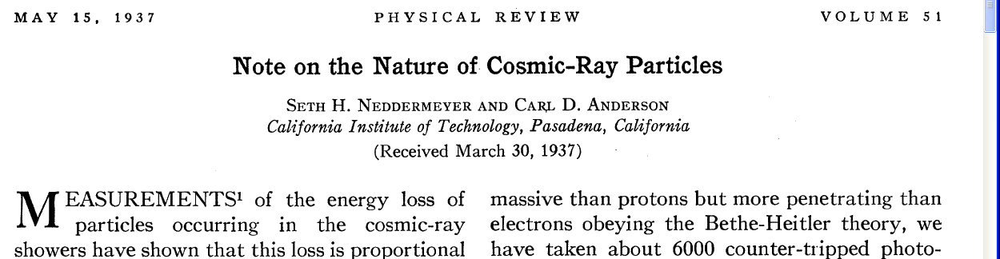 MAY 15, 1937 PHYSICAL REVIEW VOLUME 51
Note on the Nature of Cosmic-Ray Particles
SETH H. NEDDERMEYER AND CARL D. ANDERSON
California Institute of Technology, Pasadena, California
(Received March 30, 1937)
MEASUREMENTS¹ of the energy loss of
particles occurring in the cosmic-ray
showers have shown that this loss is proportional
massive than protons but more penetrating than
electrons obeying the Bethe-Heitler theory, we
have taken about 6000 counter-tripped photo-